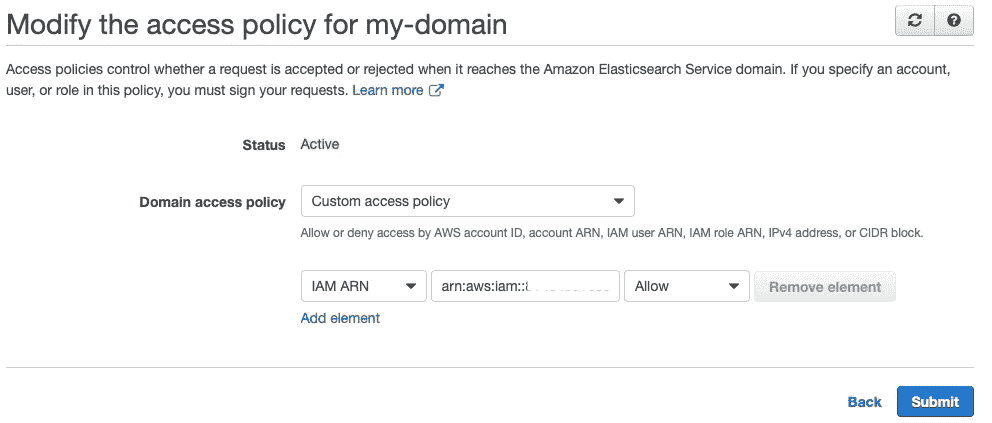 Modify the access policy for my-domain
Access policies control whether a request is accepted or rejected when it reaches the Amazon Elasticsearch Service domain. If you specify an account,
user, or role in this policy, you must sign your requests. Learn more
Status Active
Domain access policy Custom access policy
Allow or deny access by AWS account ID, account ARN, IAM user ARN, IAM role ARN, IPv4 address, or CIDR block.
IAM ARN arn:aws:iam:: Allow Remove element
Add element
Back Submit